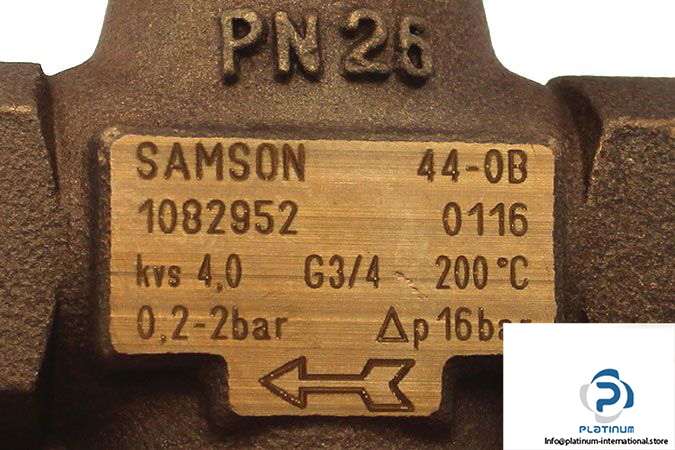 PN 25
SAMSON 44-0B
1082952 0116
kvs 4,0 G3/4 200°C
0,2-2bar Δp 16bar
PLATINUM
Info@platinum-international.store